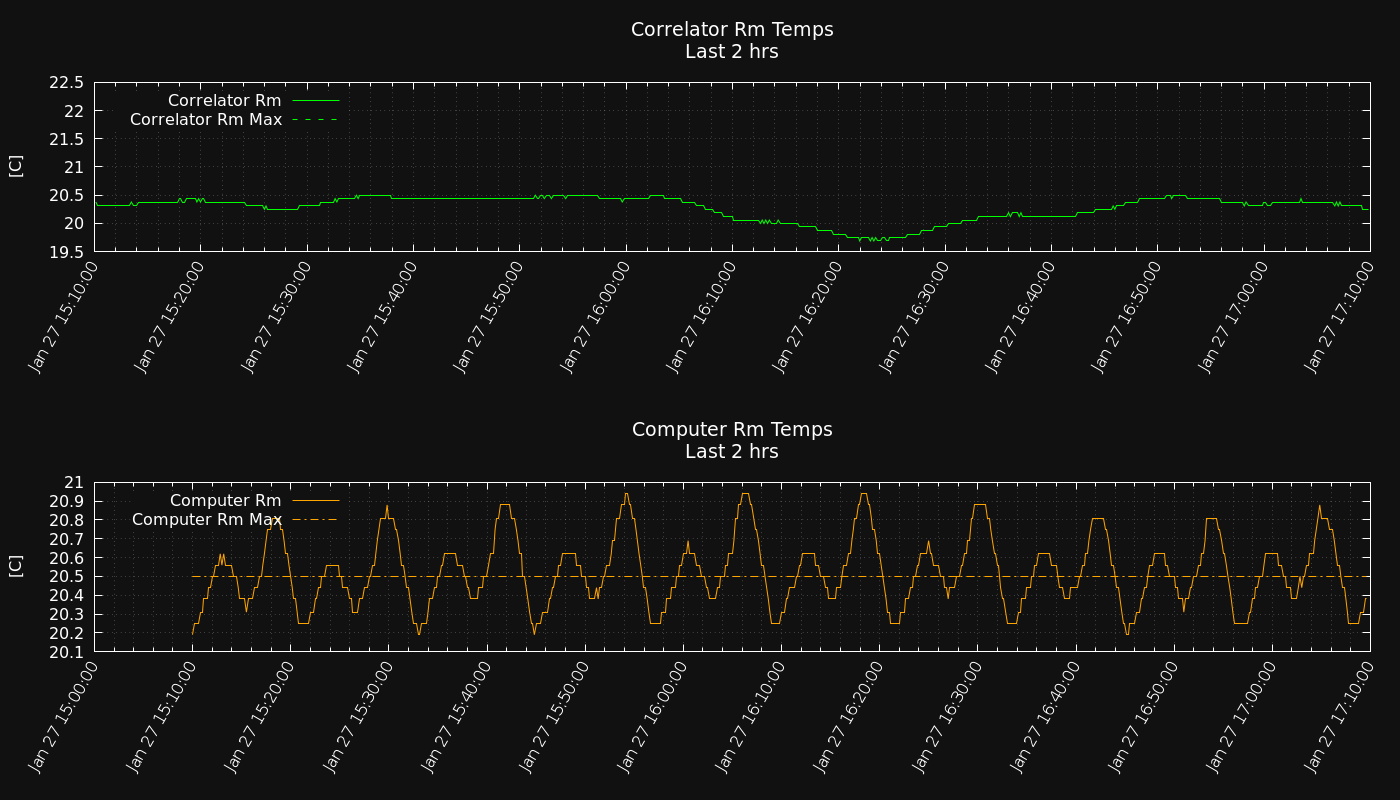 Correlator Rm Temps
Last 2 hrs
22.5
22
21.5
21
20.5
20
19.5
[C]
Correlator Rm
Correlator Rm Max
Jan 27 15:10:00
Jan 27 15:20:00
Jan 27 15:30:00
Jan 27 15:40:00
Jan 27 15:50:00
Jan 27 16:00:00
Jan 27 16:10:00
Jan 27 16:20:00
Jan 27 16:30:00
Jan 27 16:40:00
Jan 27 16:50:00
Jan 27 17:00:00
Jan 27 17:10:00
Computer Rm Temps
Last 2 hrs
21
20.9
20.8
20.7
20.6
20.5
20.4
20.3
20.2
20.1
[C]
Computer Rm
Computer Rm Max
Jan 27 15:00:00
Jan 27 15:10:00
Jan 27 15:20:00
Jan 27 15:30:00
Jan 27 15:40:00
Jan 27 15:50:00
Jan 27 16:00:00
Jan 27 16:10:00
Jan 27 16:20:00
Jan 27 16:30:00
Jan 27 16:40:00
Jan 27 16:50:00
Jan 27 17:00:00
Jan 27 17:10:00